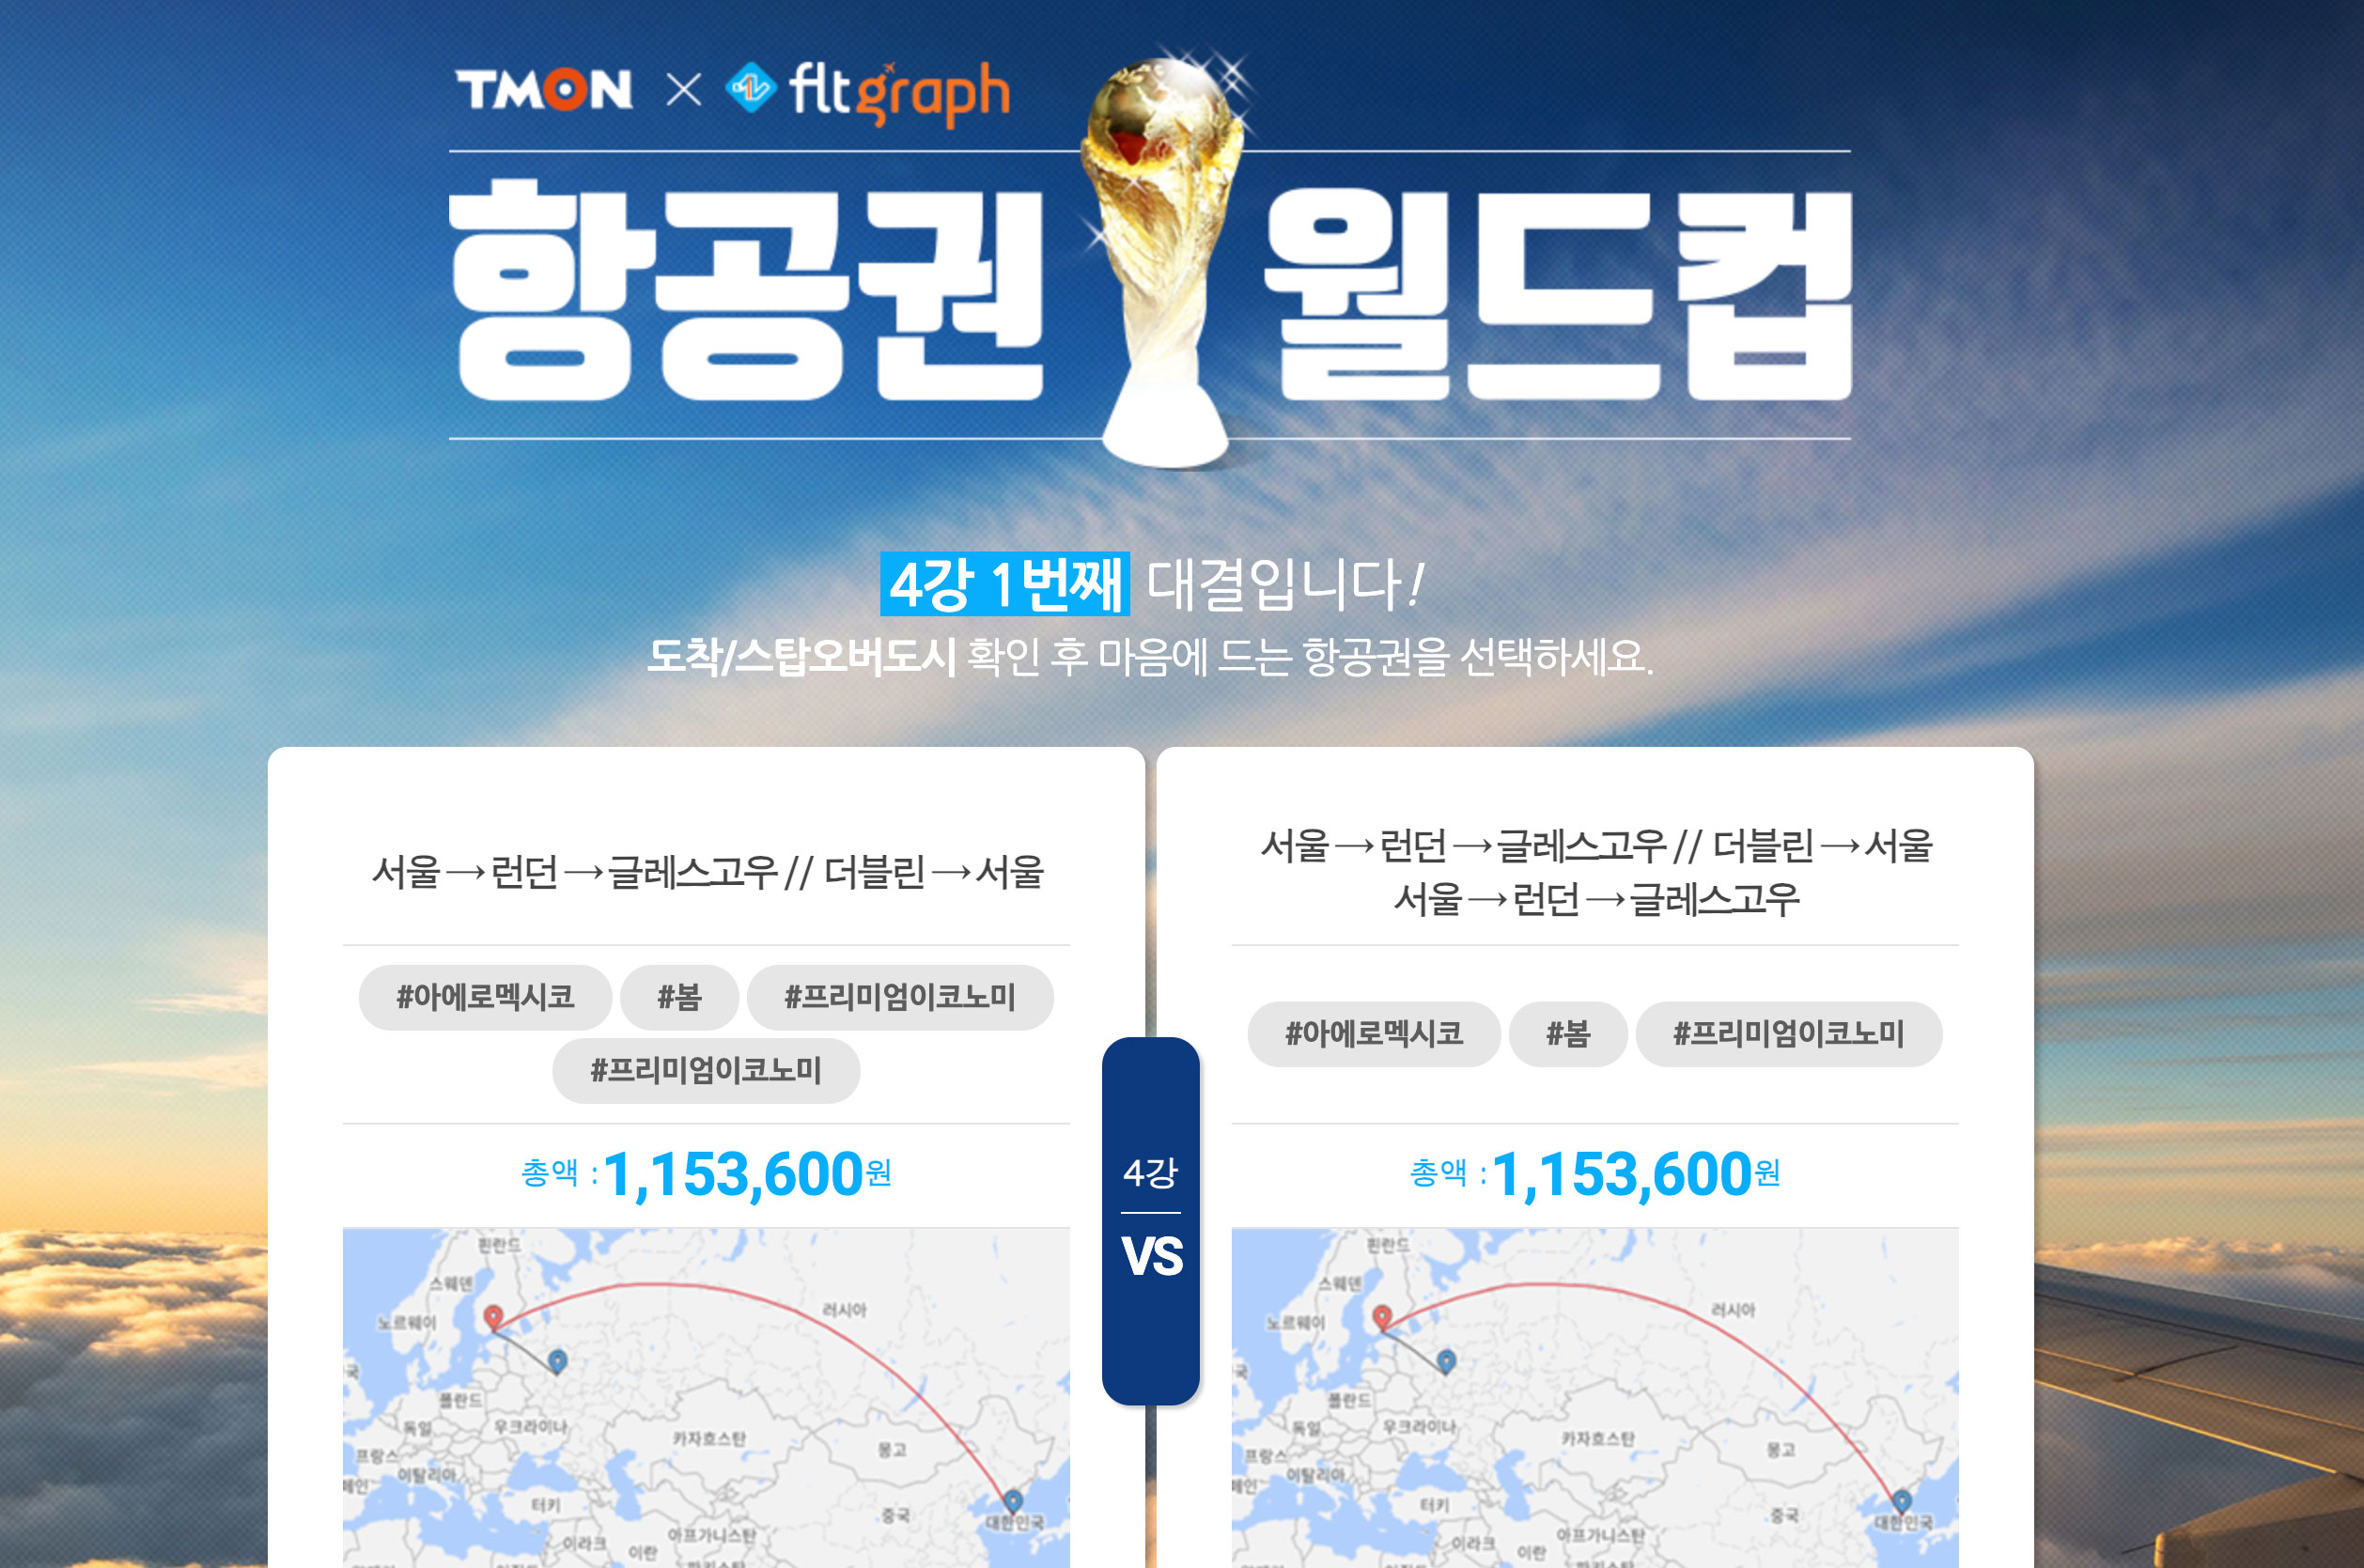 TMON × fltgraph
항공권 월드컵
4강 1번째 대결입니다!
도착/스탑오버도시 확인 후 마음에 드는 항공권을 선택하세요.
서울→런던→글레스고우 // 더블린→서울
#아에로멕시코 #봄 #프리미엄이코노미
#프리미엄이코노미
총액 : 1,153,600원
핀란드
스웨덴
노르웨이
러시아
폴란드
독일
우크라이나
프랑스
카자흐스탄
몽고
이탈리아
터키
중국
대한민국
아프가니스탄
이라크
이란
4강
VS
서울→런던→글레스고우 // 더블린→서울
서울→런던→글레스고우
#아에로멕시코 #봄 #프리미엄이코노미
총액 : 1,153,600원
핀란드
스웨덴
노르웨이
러시아
폴란드
독일
우크라이나
프랑스
카자흐스탄
몽고
이탈리아
터키
중국
대한민국
아프가니스탄
이라크
이란